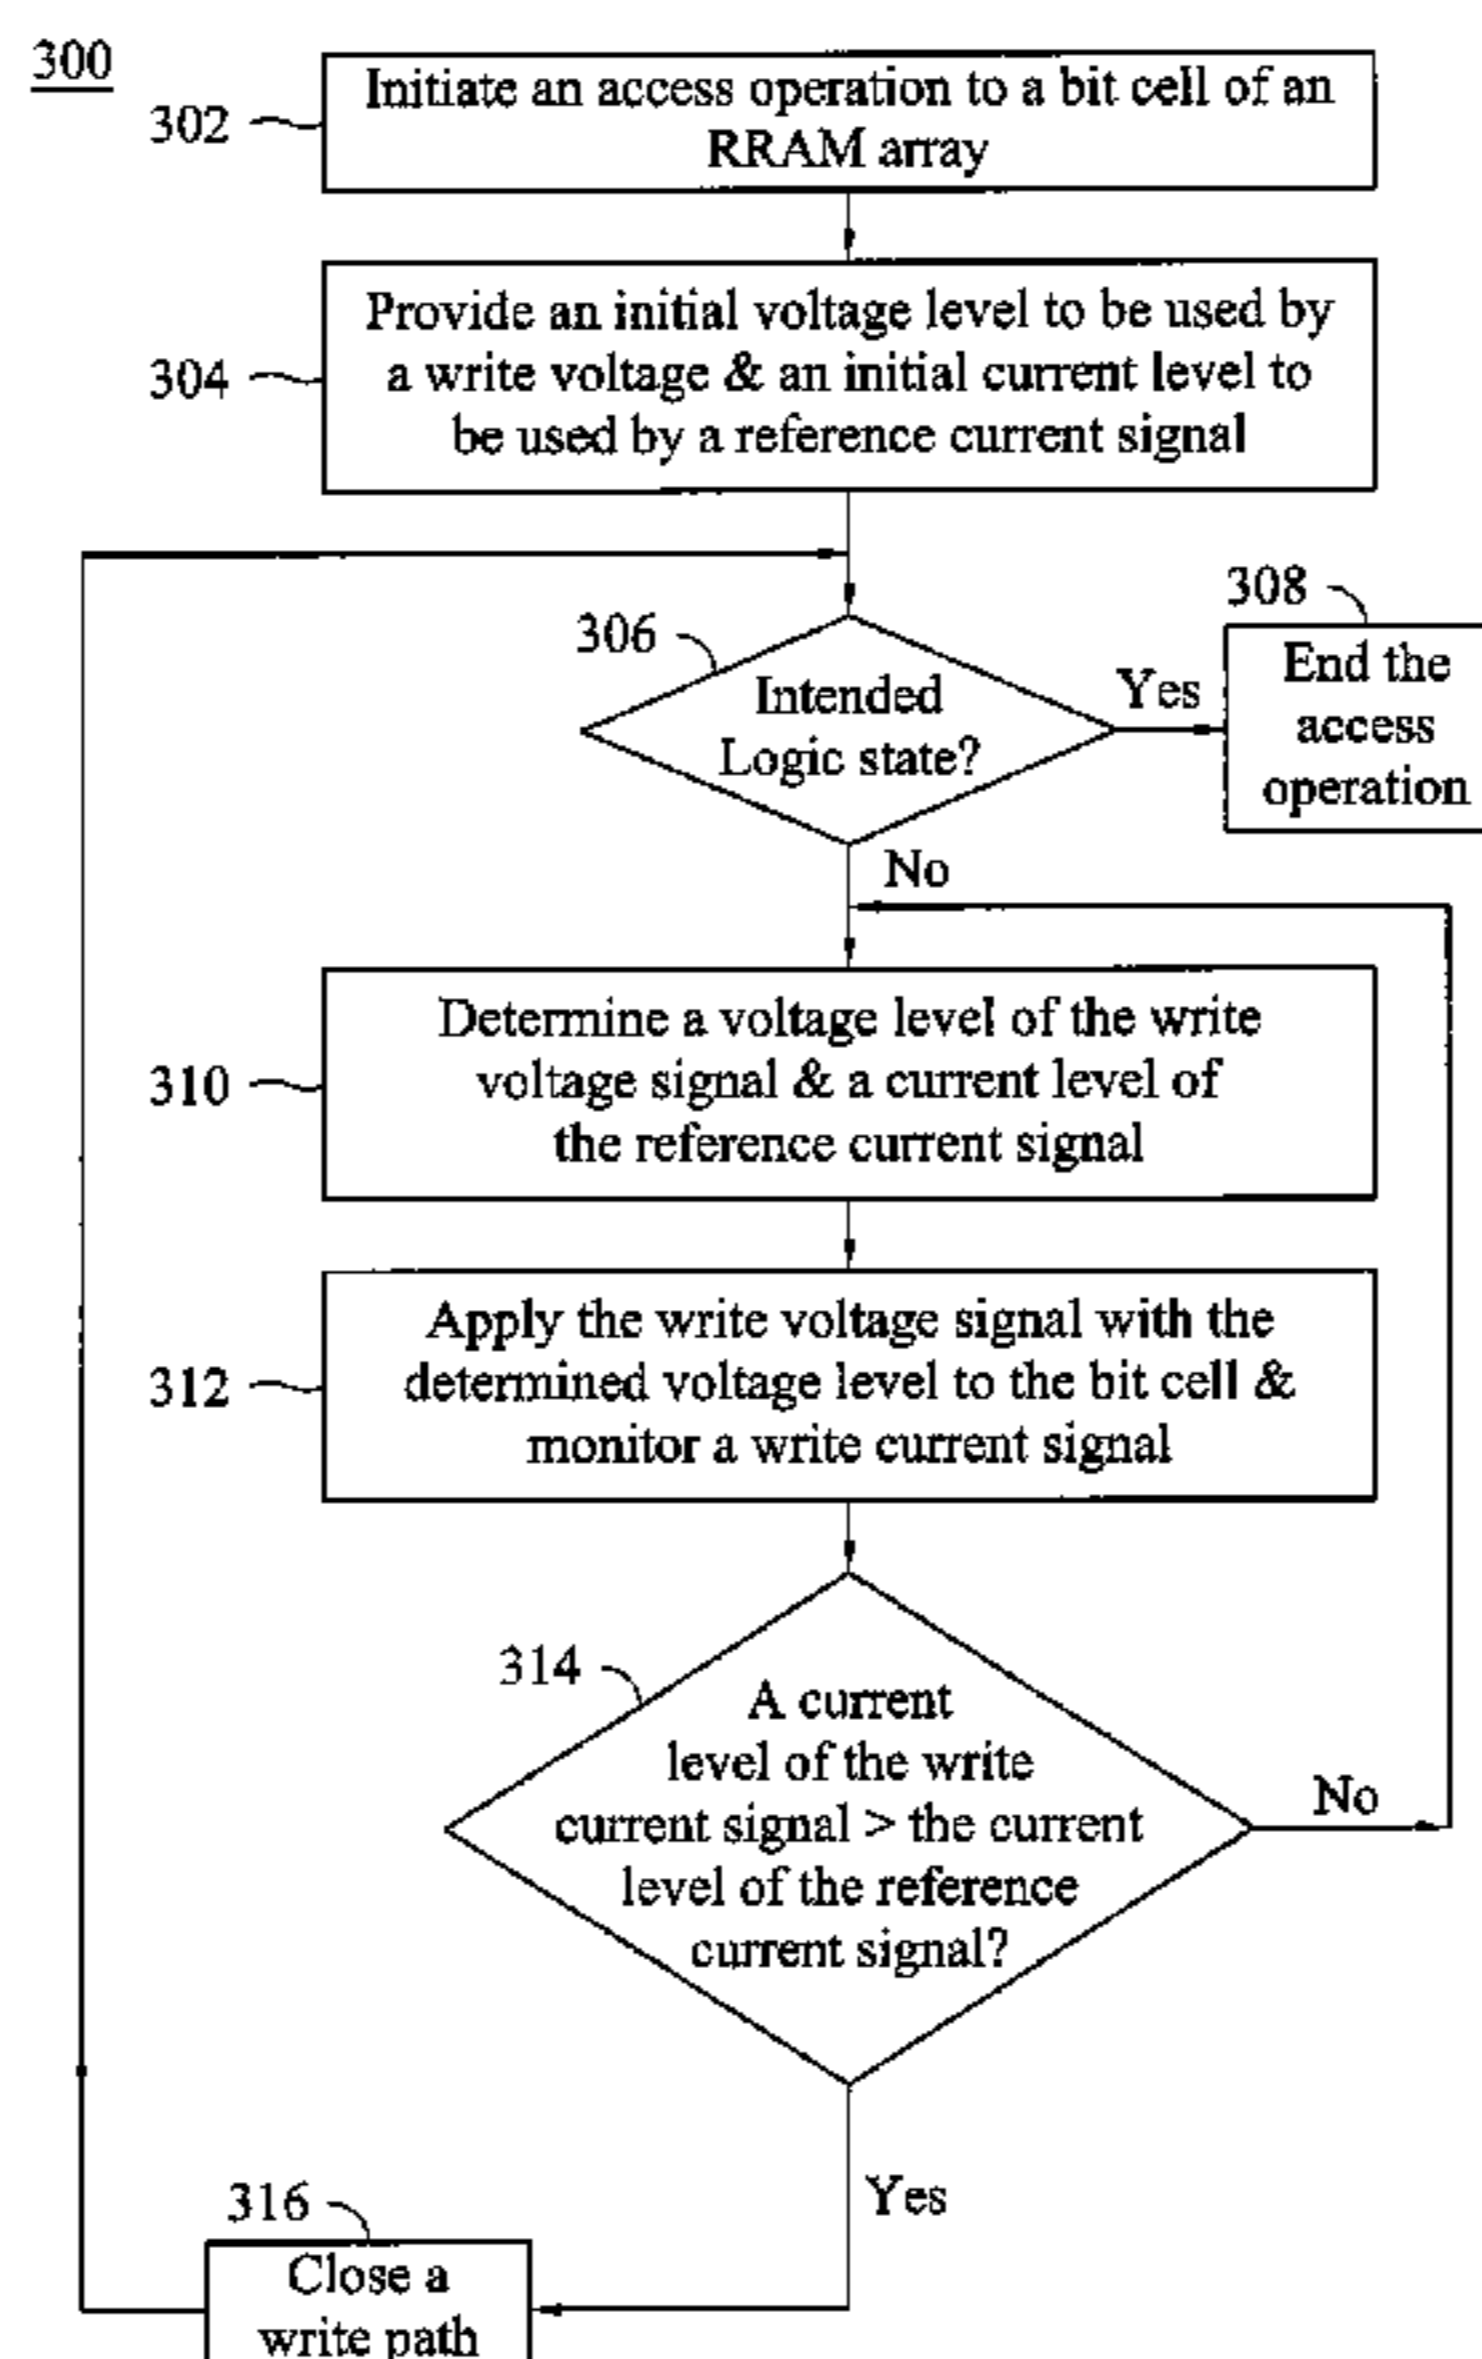 300
302
Initiate an access operation to a bit cell of an
RRAM array
304
Provide an initial voltage level to be used by
a write voltage & an initial current level to
be used by a reference current signal
306
Intended
Logic state?
Yes
308
End the
access
operation
No
310
Determine a voltage level of the write
voltage signal & a current level of
the reference current signal
312
Apply the write voltage signal with the
determined voltage level to the bit cell &
monitor a write current signal
314
A current
level of the write
current signal > the current
level of the reference
current signal?
No
Yes
316
Close a
write path